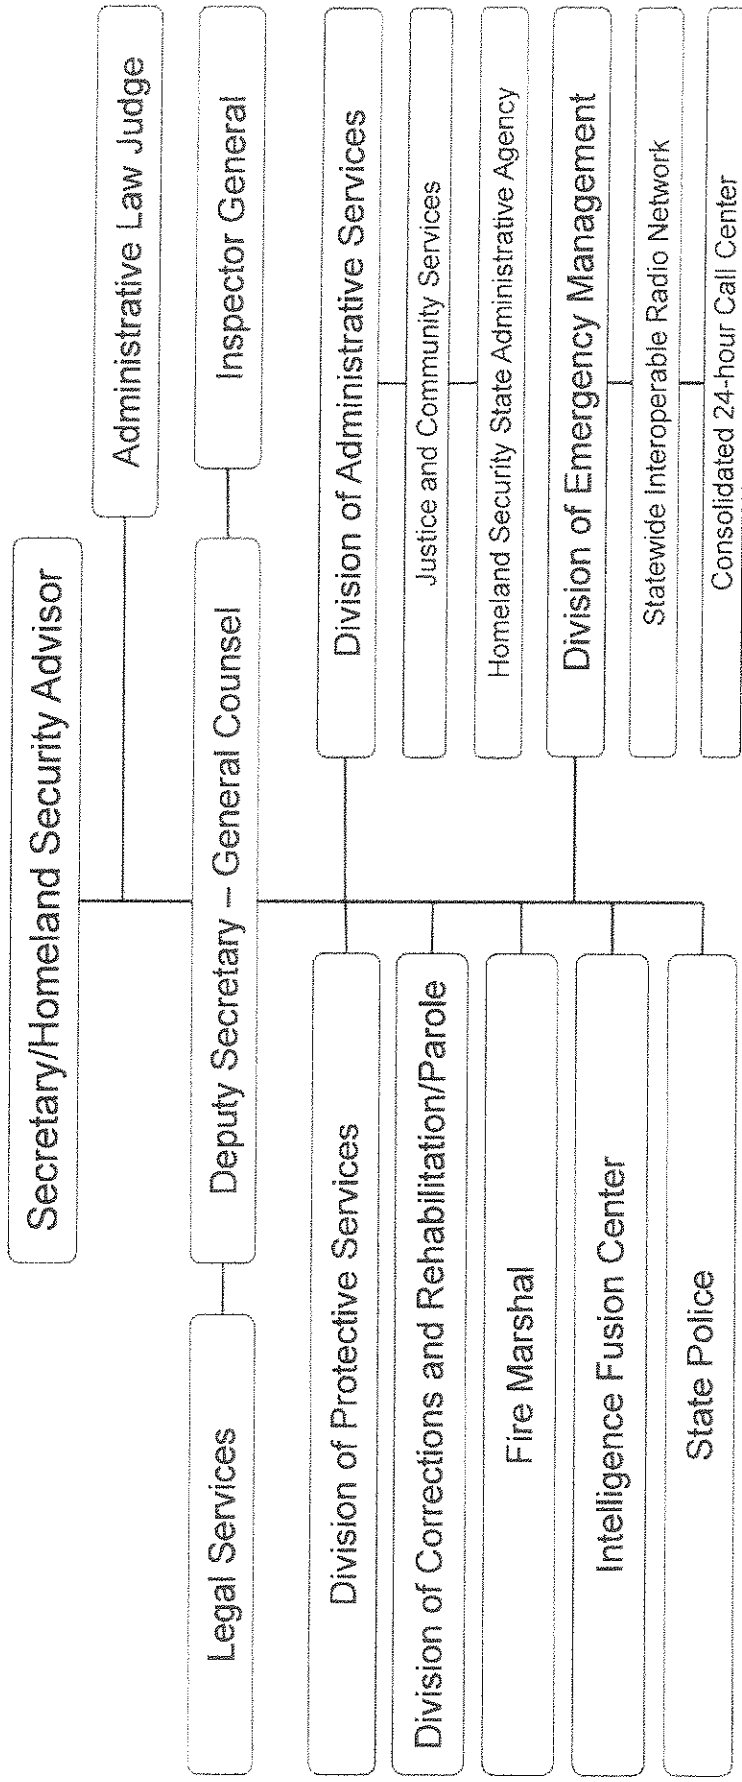 Secretary/Homeland Security Advisor
Administrative Law Judge
Legal Services
Deputy Secretary – General Counsel
Inspector General
Division of Protective Services
Division of Administrative Services
Division of Corrections and Rehabilitation/Parole
Justice and Community Services
Fire Marshal
Homeland Security State Administrative Agency
Intelligence Fusion Center
Division of Emergency Management
State Police
Statewide Interoperable Radio Network
Consolidated 24-hour Call Center